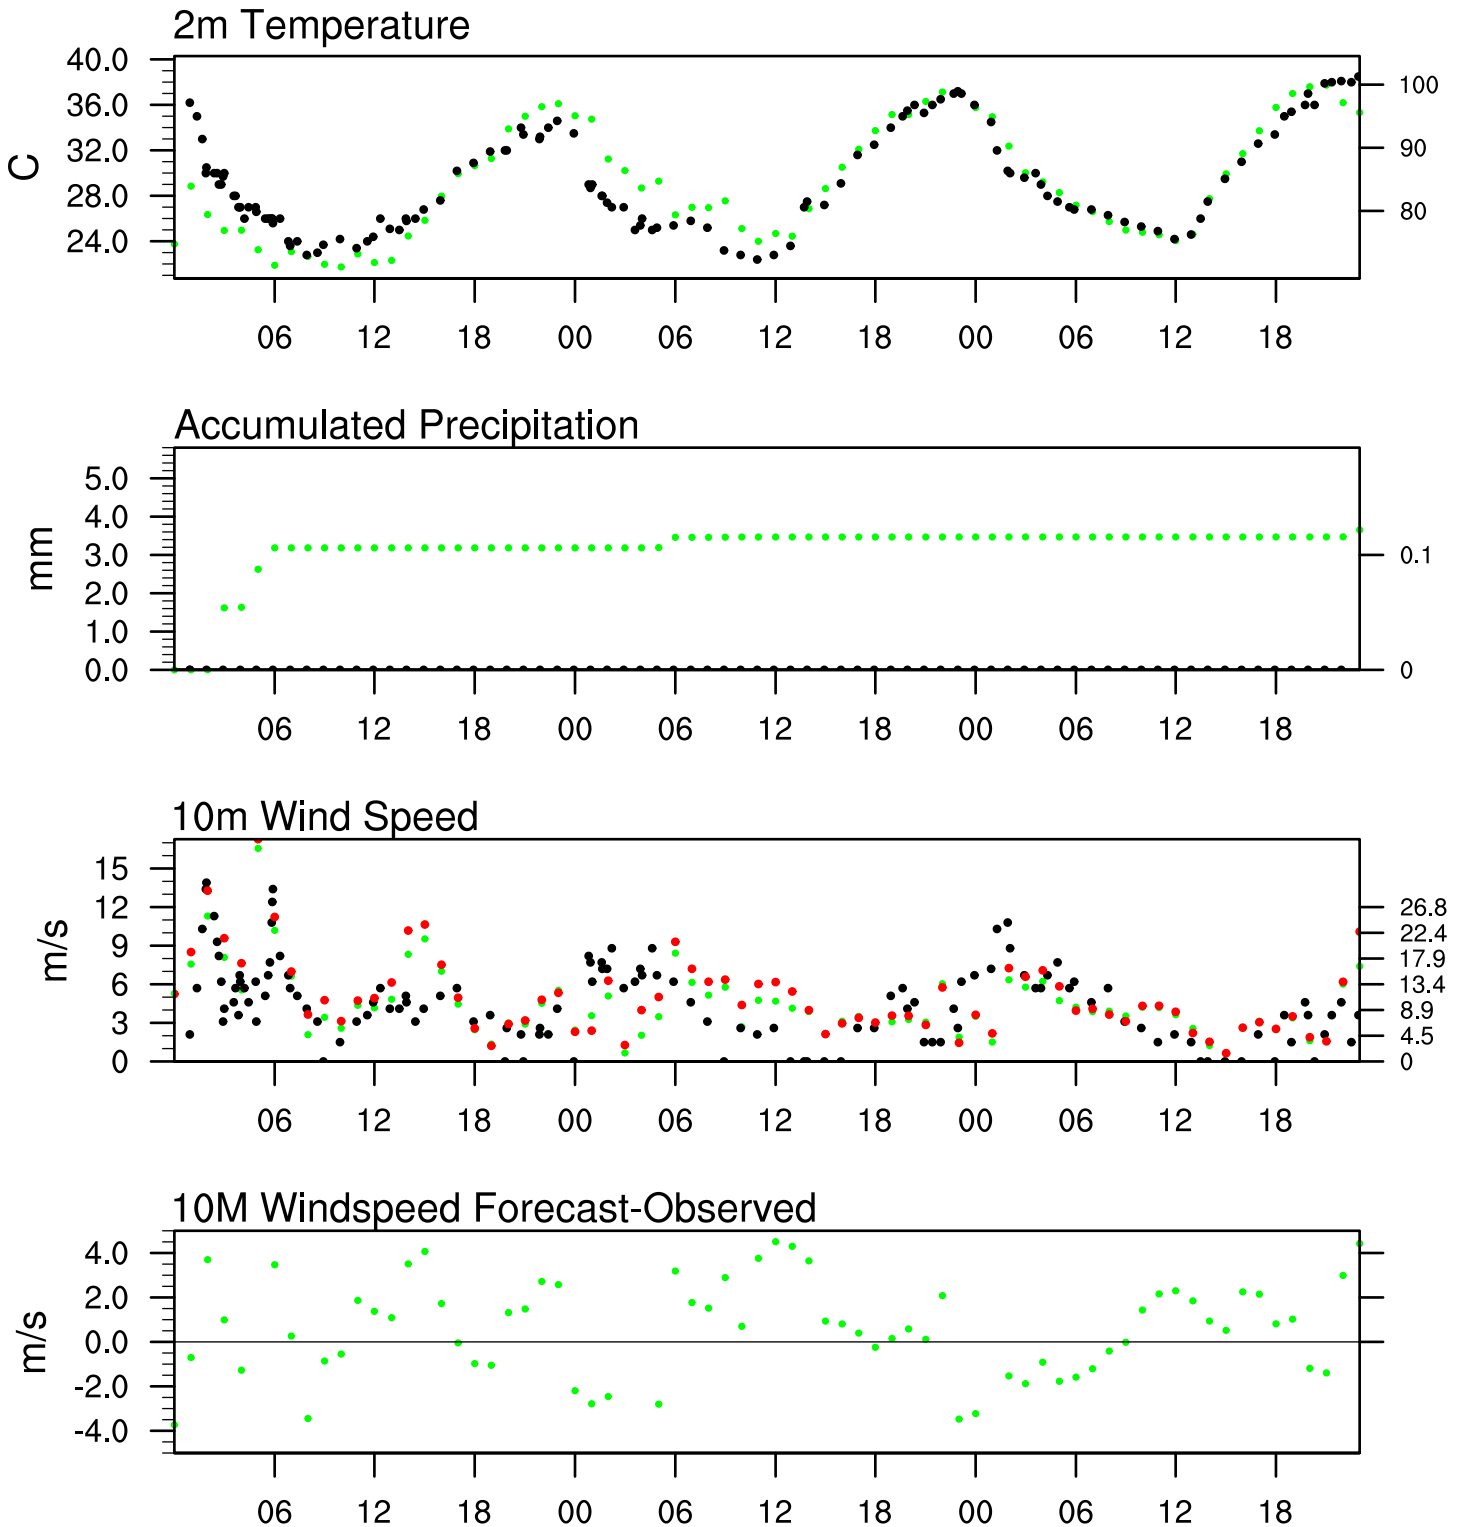 2m Temperature
40.0
36.0
32.0
28.0
24.0
C
100
90
80
06 12 18 00 06 12 18 00 06 12 18
Accumulated Precipitation
5.0
4.0
3.0
2.0
1.0
0.0
mm
0.1
0
06 12 18 00 06 12 18 00 06 12 18
10m Wind Speed
15
12
9
6
3
0
m/s
26.8
22.4
17.9
13.4
8.9
4.5
0
06 12 18 00 06 12 18 00 06 12 18
10M Windspeed Forecast-Observed
4.0
2.0
0.0
-2.0
-4.0
m/s
06 12 18 00 06 12 18 00 06 12 18